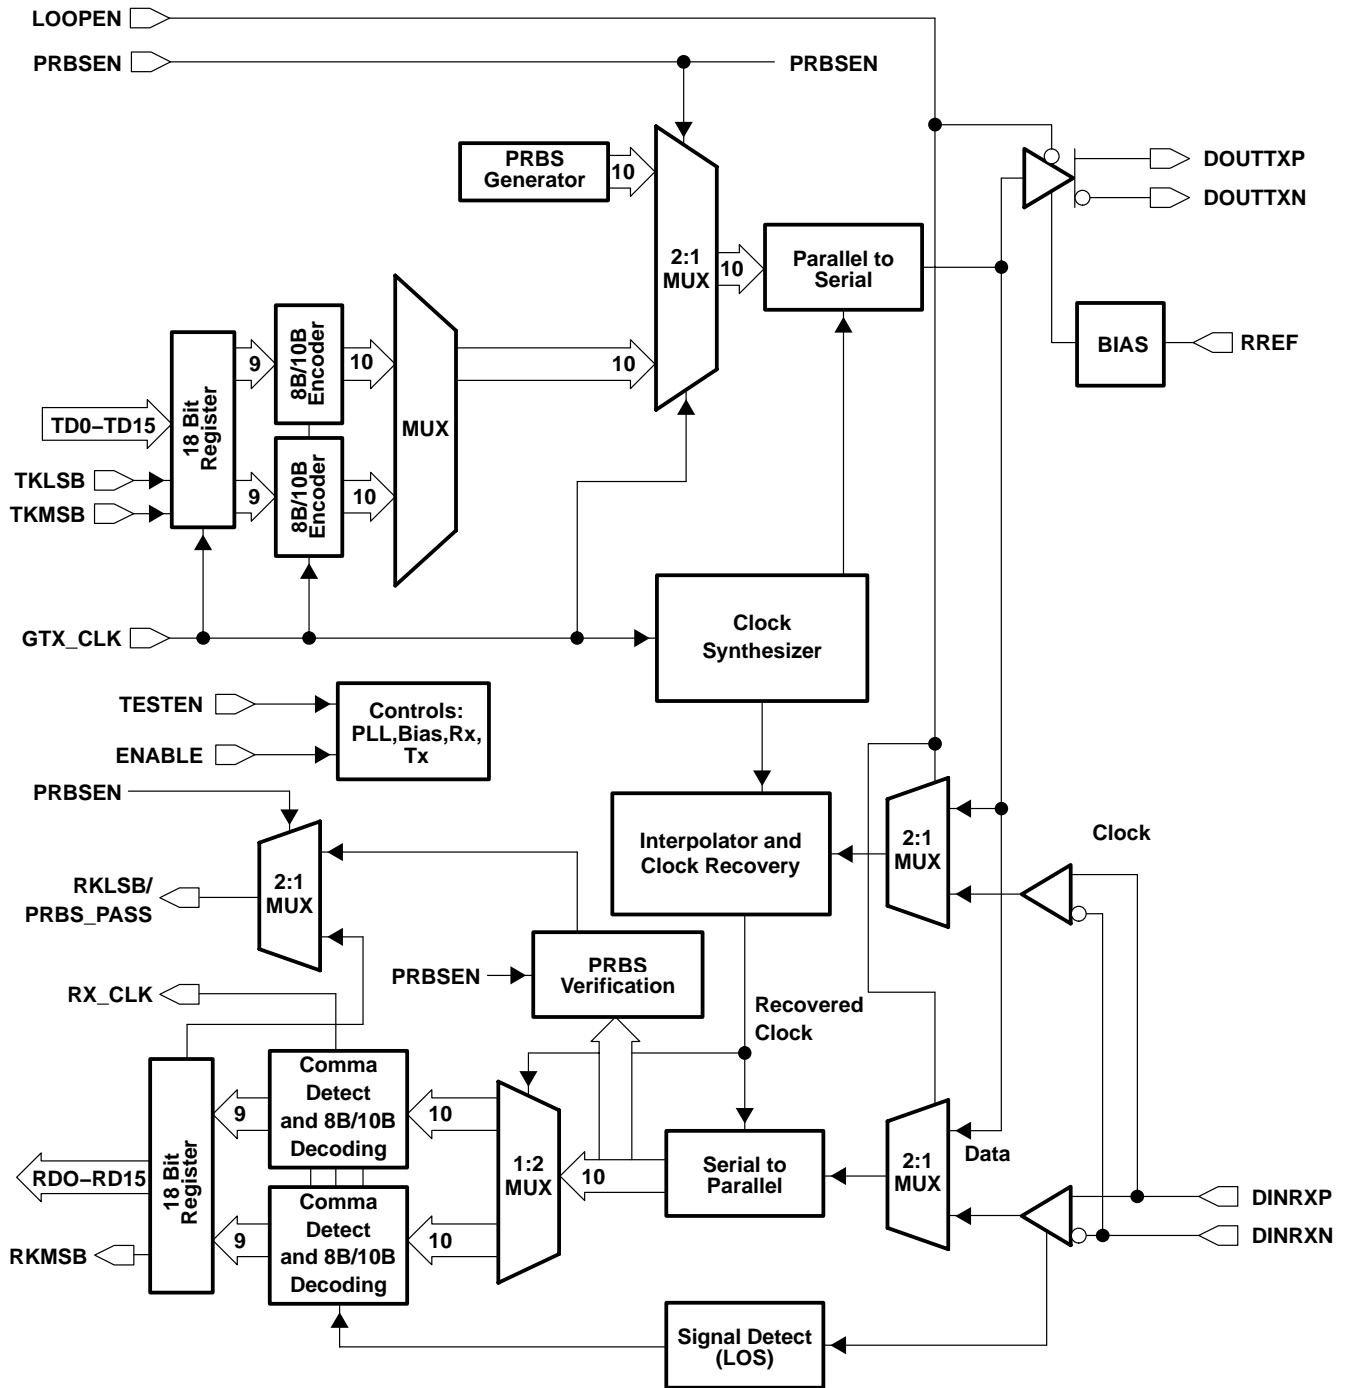 LOOPEN
PRBSEN
PRBSEN
PRBS
Generator
10
DOUTTXP
DOUTTXN
2:1
MUX
10
Parallel to
Serial
BIAS
RREF
TD0–TD15
18 Bit
Register
9
8B/10B
Encoder
10
MUX
10
TKLSB
TKMSB
9
8B/10B
Encoder
10
GTX_CLK
Clock
Synthesizer
TESTEN
ENABLE
Controls:
PLL,Bias,Rx,
Tx
PRBSEN
2:1
MUX
RKLSB/
PRBS_PASS
Interpolator and
Clock Recovery
2:1
MUX
Clock
PRBSEN
PRBS
Verification
RX_CLK
Recovered
Clock
Comma
Detect
and 8B/10B
Decoding
9
10
RDO–RD15
18 Bit
Register
1:2
MUX
10
Serial to
Parallel
2:1
MUX
Data
DINRXP
DINRXN
RKMSB
9
Comma
Detect
and 8B/10B
Decoding
10
Signal Detect
(LOS)